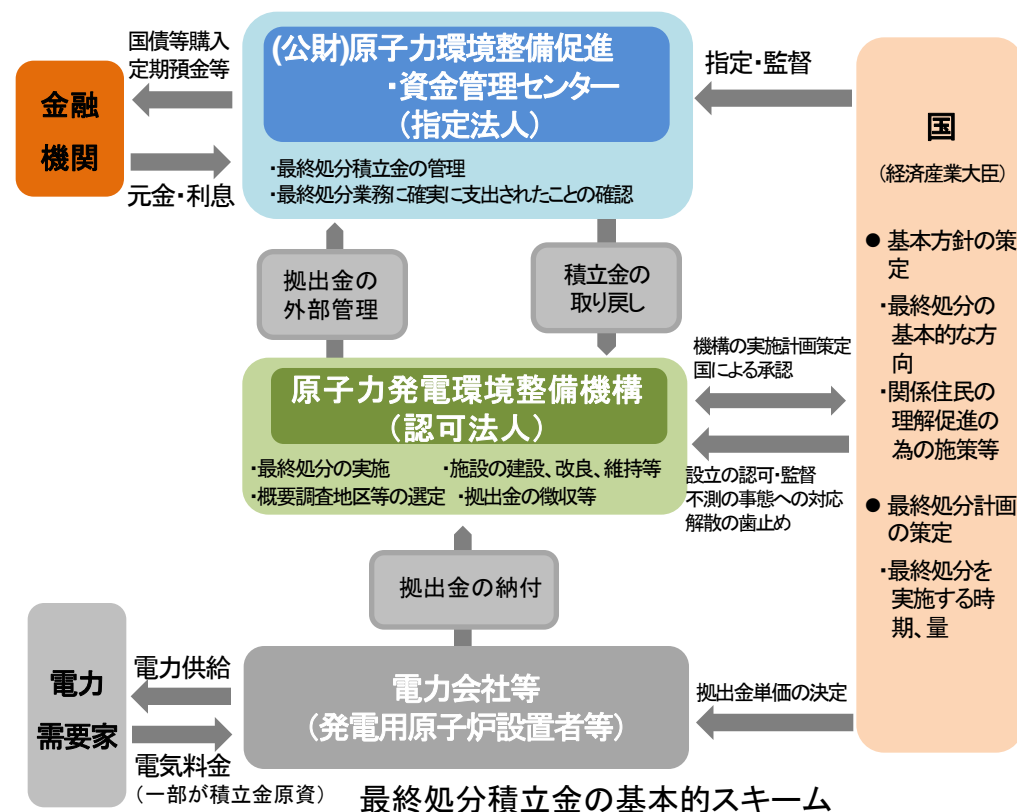 国債等購入
定期預金等
金融
機関
元金・利息
(公財)原子力環境整備促進
・資金管理センター
(指定法人)
・最終処分積立金の管理
・最終処分業務に確実に支出されたことの確認
指定・監督
拠出金の
外部管理
積立金の
取り戻し
原子力発電環境整備機構
(認可法人)
・最終処分の実施
・施設の建設、改良、維持等
・概要調査地区等の選定
・拠出金の徴収等
機構の実施計画策定
国による承認
設立の認可・監督
不測の事態への対応
解散の歯止め
国
(経済産業大臣)
● 基本方針の策
定
・最終処分の
基本的な方
向
・関係住民の
理解促進の
為の施策等
● 最終処分計画
の策定
・最終処分を
実施する時
期、量
拠出金の納付
電力
需要家
電力供給
電気料金
(一部が積立金原資)
電力会社等
(発電用原子炉設置者等)
拠出金単価の決定
最終処分積立金の基本的スキーム